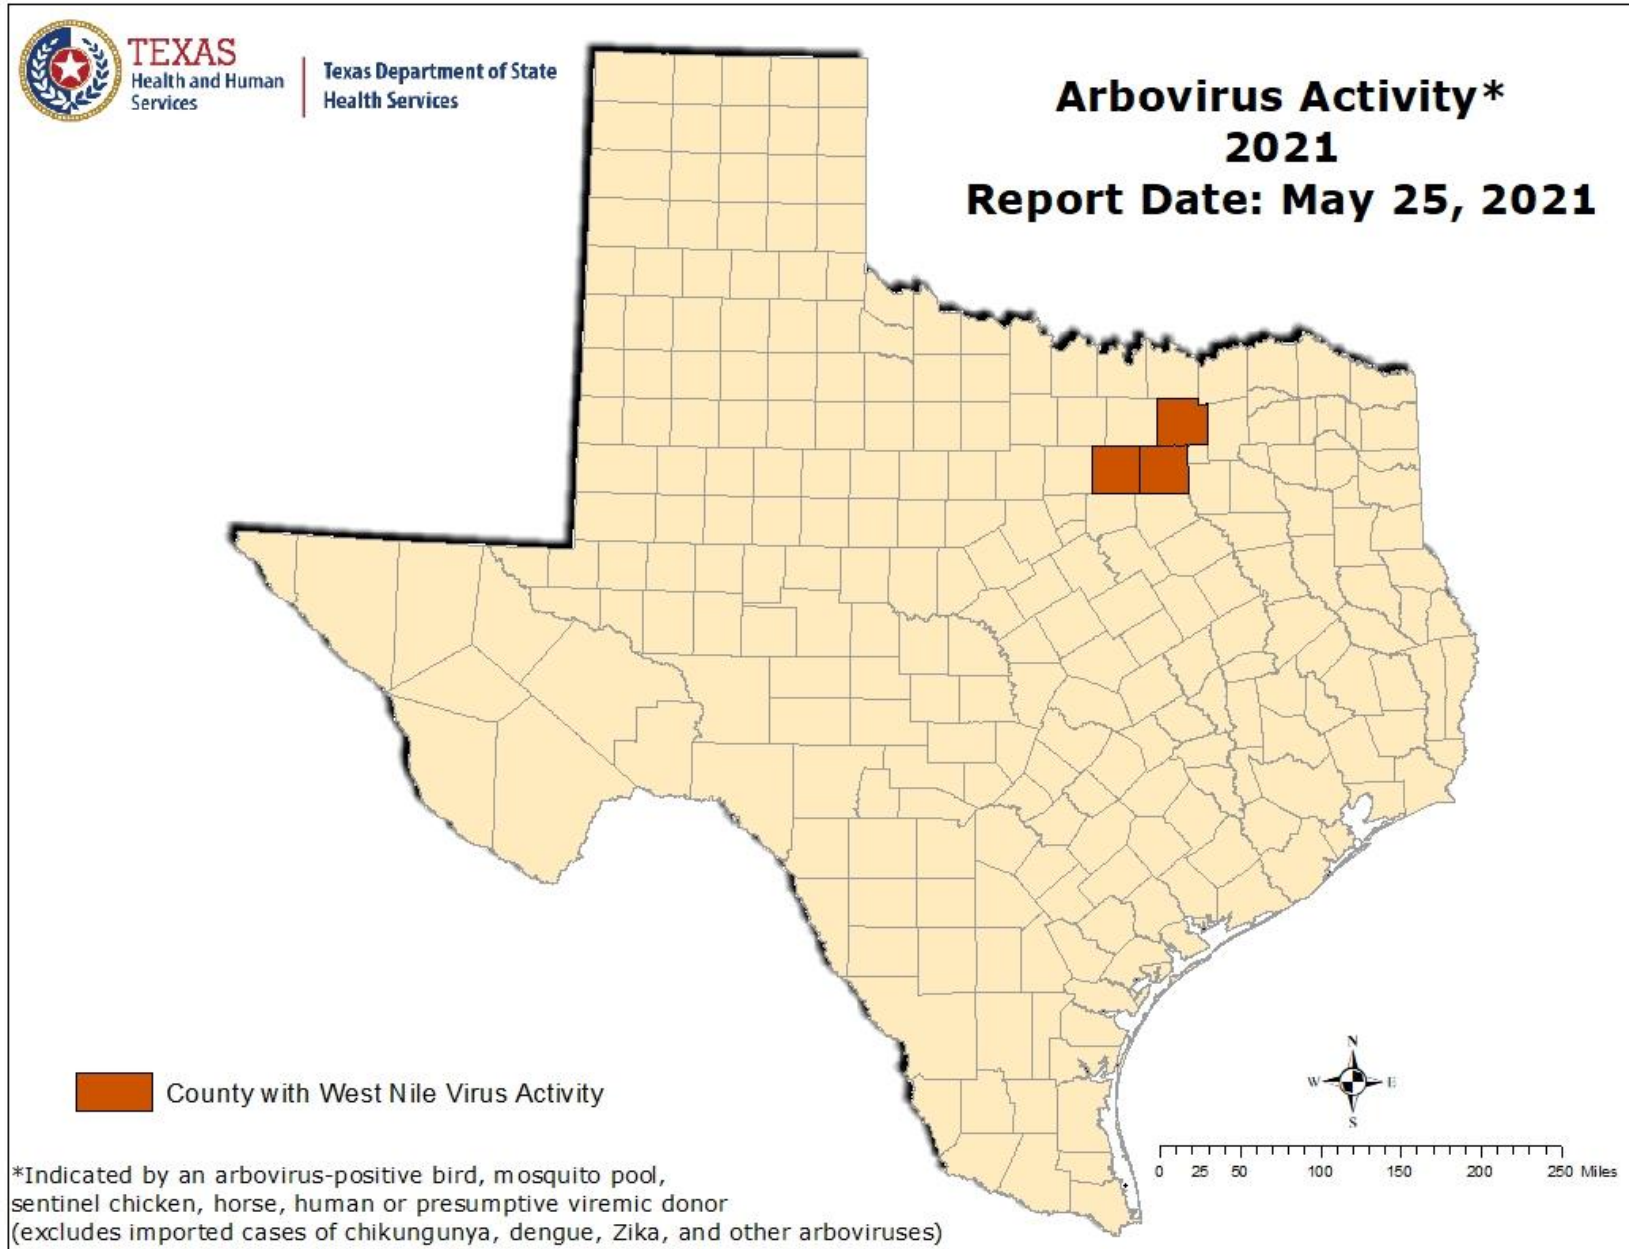 TEXAS
Health and Human
Services
Texas Department of State
Health Services
Arbovirus Activity*
2021
Report Date: May 25, 2021
County with West Nile Virus Activity
N
W E
S
0 25 50 100 150 200 250 Miles
*Indicated by an arbovirus-positive bird, mosquito pool,
sentinel chicken, horse, human or presumptive viremic donor
(excludes imported cases of chikungunya, dengue, Zika, and other arboviruses)